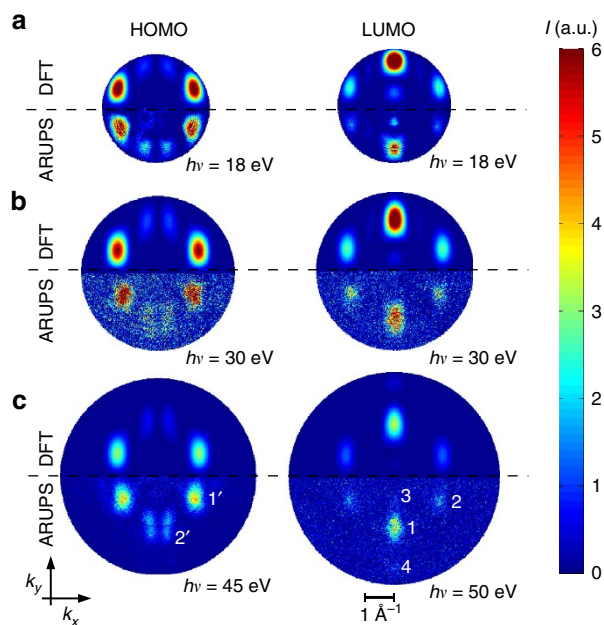 a
HOMO
LUMO
I (a.u.)
DFT
ARUPS
hν = 18 eV
hν = 18 eV
b
DFT
ARUPS
hν = 30 eV
hν = 30 eV
c
DFT
ARUPS
1′
2′
3
2
1
4
hν = 45 eV
hν = 50 eV
k_y
k_x
1 Å⁻¹
6
5
4
3
2
1
0